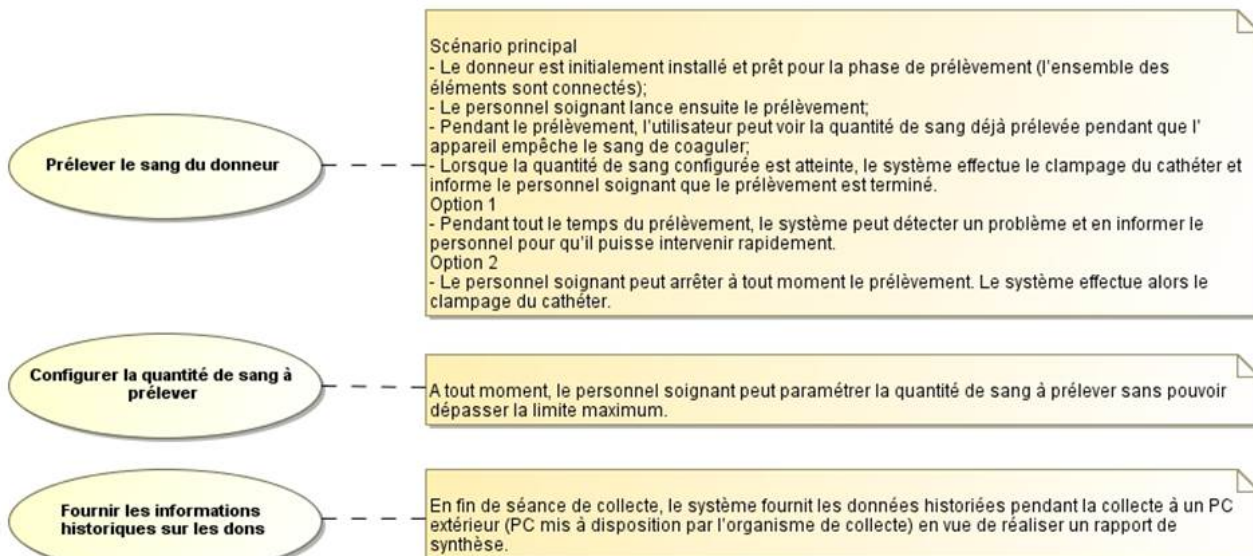 Scénario principal
- Le donneur est initialement installé et prêt pour la phase de prélèvement (l'ensemble des
éléments sont connectés);
- Le personnel soignant lance ensuite le prélèvement;
- Pendant le prélèvement, l'utilisateur peut voir la quantité de sang déjà prélevée pendant que l'
appareil empêche le sang de coaguler;
- Lorsque la quantité de sang configurée est atteinte, le système effectue le clampage du cathéter et
informe le personnel soignant que le prélèvement est terminé.
Option 1
- Pendant tout le temps du prélèvement, le système peut détecter un problème et en informer le
personnel pour qu'il puisse intervenir rapidement.
Option 2
- Le personnel soignant peut arrêter à tout moment le prélèvement. Le système effectue alors le
clampage du cathéter.
Prélever le sang du donneur
Configurer la quantité de sang à
prélever
A tout moment, le personnel soignant peut paramétrer la quantité de sang à prélever sans pouvoir
dépasser la limite maximum.
Fournir les informations
historiques sur les dons
En fin de séance de collecte, le système fournit les données historiées pendant la collecte à un PC
extérieur (PC mis à disposition par l'organisme de collecte) en vue de réaliser un rapport de
synthèse.